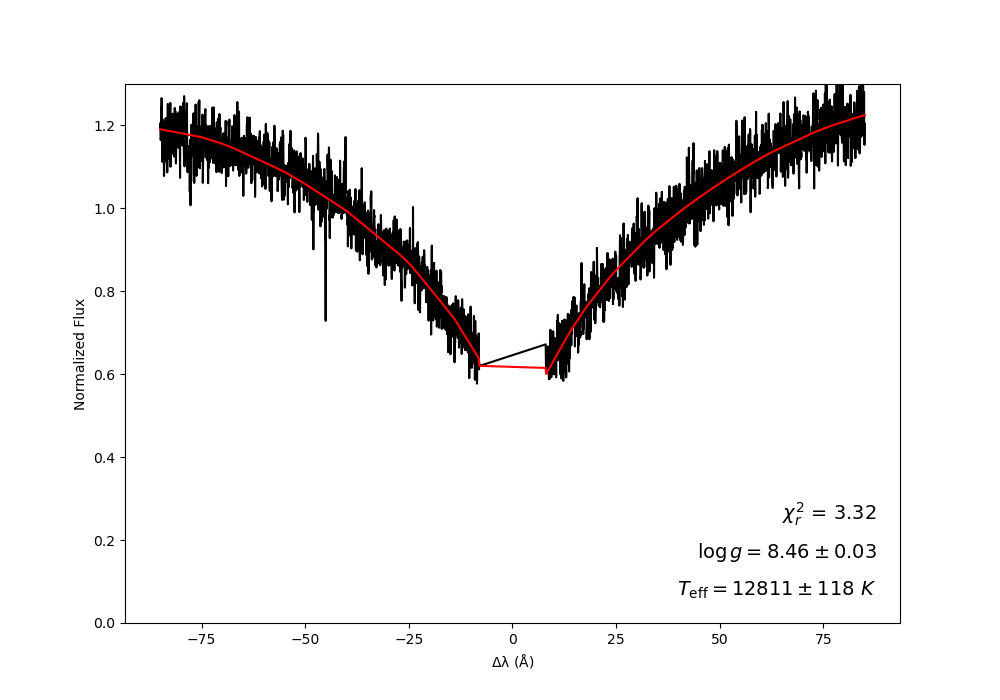 1.2
1.0
0.8
0.6
0.4
0.2
0.0
Normalized Flux
χ²ᵣ = 3.32
log g = 8.46 ± 0.03
T_eff = 12811 ± 118 K
−75 −50 −25 0 25 50 75
Δλ (Å)